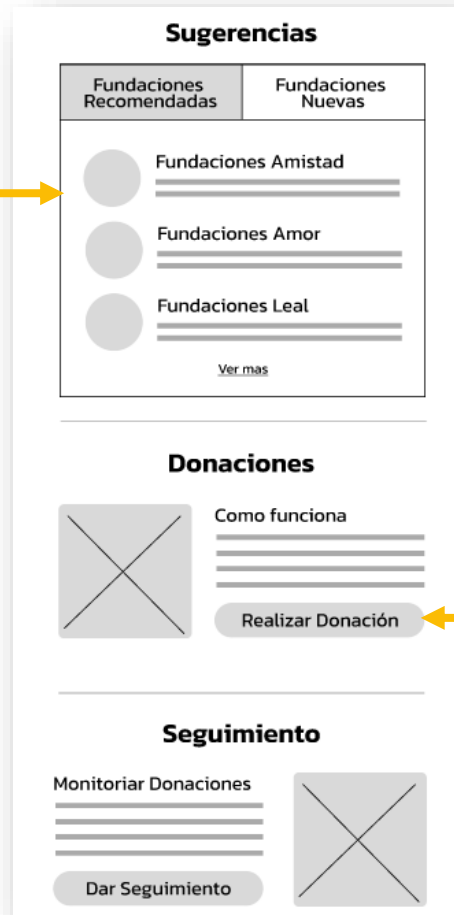 Sugerencias
Fundaciones
Recomendadas
Fundaciones
Nuevas
Fundaciones Amistad
Fundaciones Amor
Fundaciones Leal
Ver mas
Donaciones
Como funciona
Realizar Donación
Seguimiento
Monitoriar Donaciones
Dar Seguimiento